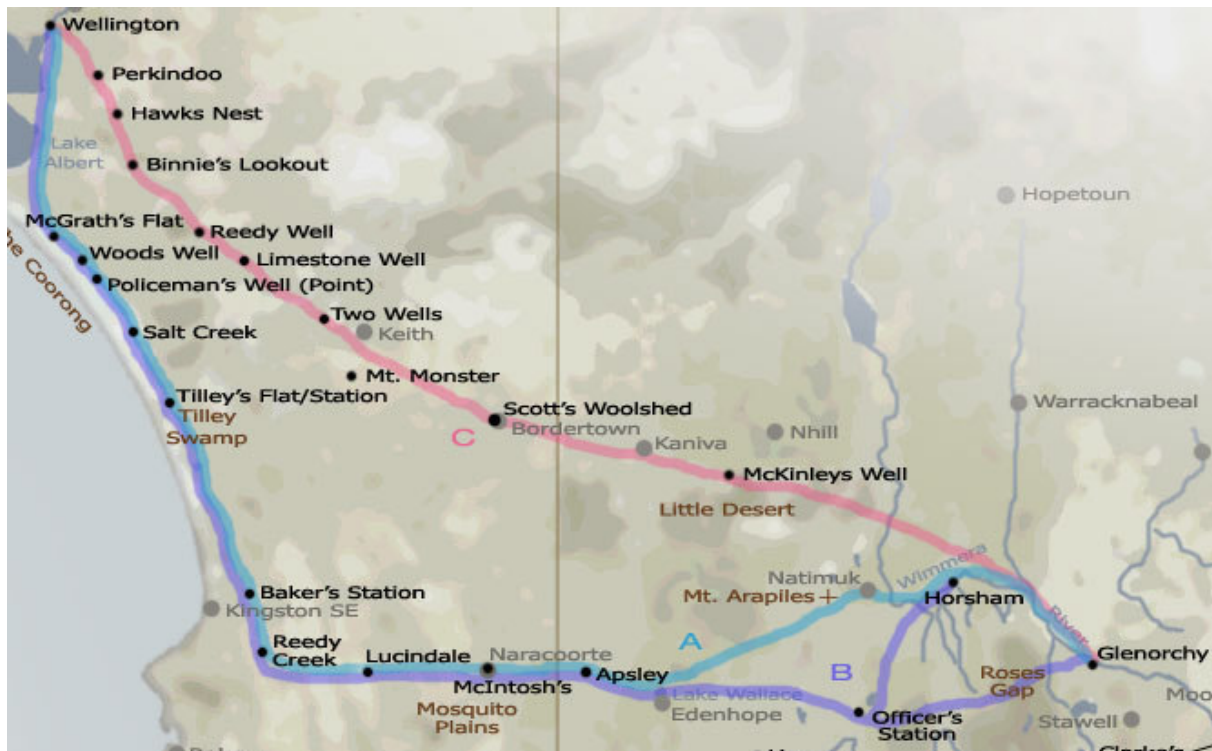 Wellington
Perkindoo
Hawks Nest
Lake
Albert
Binnie's Lookout
Hopetoun
McGrath's Flat
Reedy Well
Woods Well
Limestone Well
The Coorong
Policeman's Well (Point)
Two Wells
Salt Creek
Keith
Mt. Monster
Tilley's Flat/Station
Tilley
Swamp
Scott's Woolshed
Bordertown
C
Kaniva
Nhill
Warracknabeal
McKinleys Well
Little Desert
Wimmera
River
Natimuk
Mt. Arapiles
Horsham
Baker's Station
Kingston SE
Reedy
Creek
Lucindale
Naracoorte
McIntosh's
Mosquito
Plains
Apsley
A
B
Lake Wallace
Edenhope
Officer's
Station
Roses
Gap
Glenorchy
Stawell